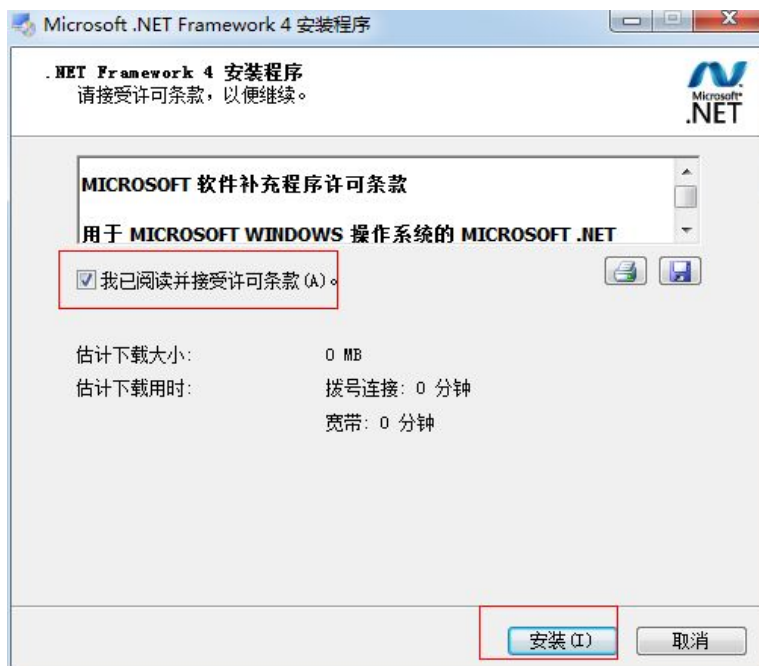 Microsoft .NET Framework 4 安装程序
.NET Framework 4 安装程序
请接受许可条款，以便继续。
Microsoft
.NET
MICROSOFT 软件补充程序许可条款
用于 MICROSOFT WINDOWS 操作系统的 MICROSOFT .NET
我已阅读并接受许可条款(A)。
估计下载大小: 0 MB
估计下载用时: 拨号连接: 0 分钟
宽带: 0 分钟
安装(I) 取消